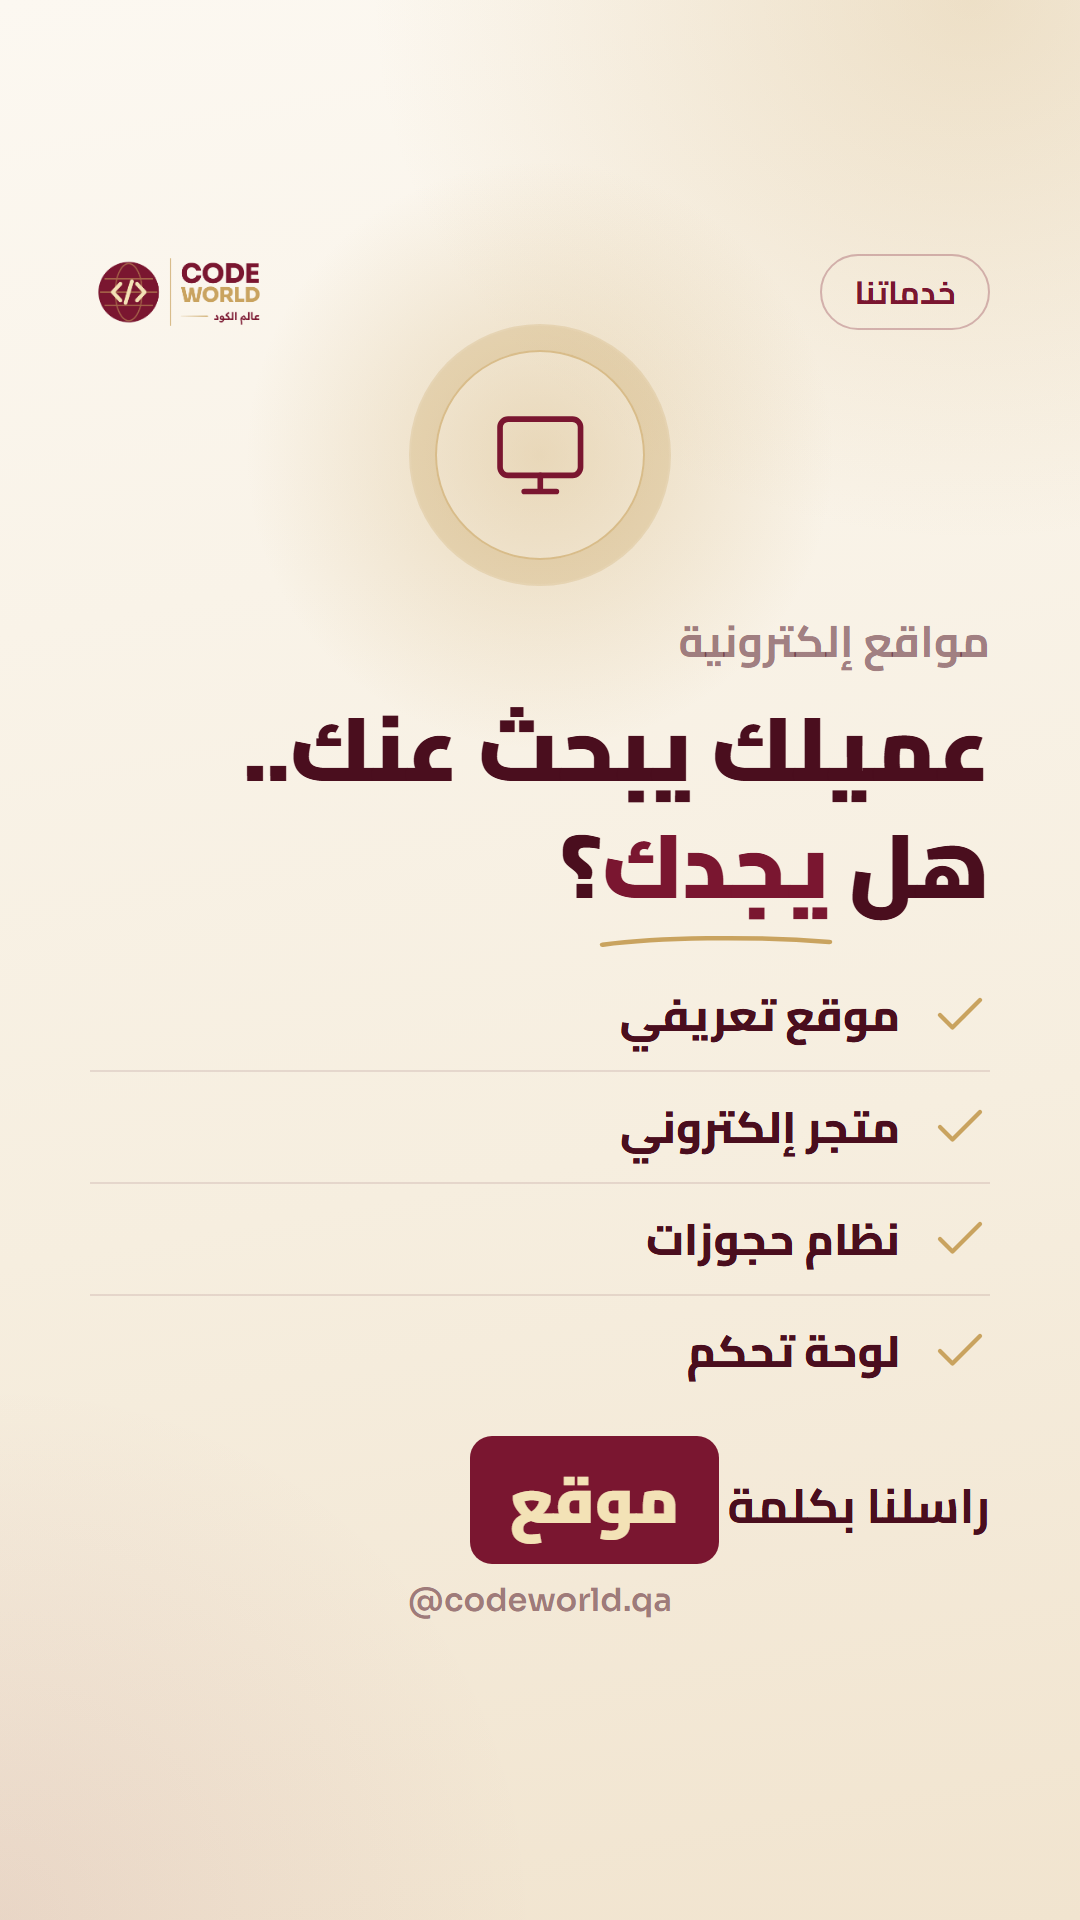 خدماتنا
CODE
WORLD
عالم الكود
مواقع إلكترونية
عميلك يبحث عنك..
هل يجدك؟
موقع تعريفي
متجر إلكتروني
نظام حجوزات
لوحة تحكم
راسلنا بكلمة موقع
@codeworld.qa